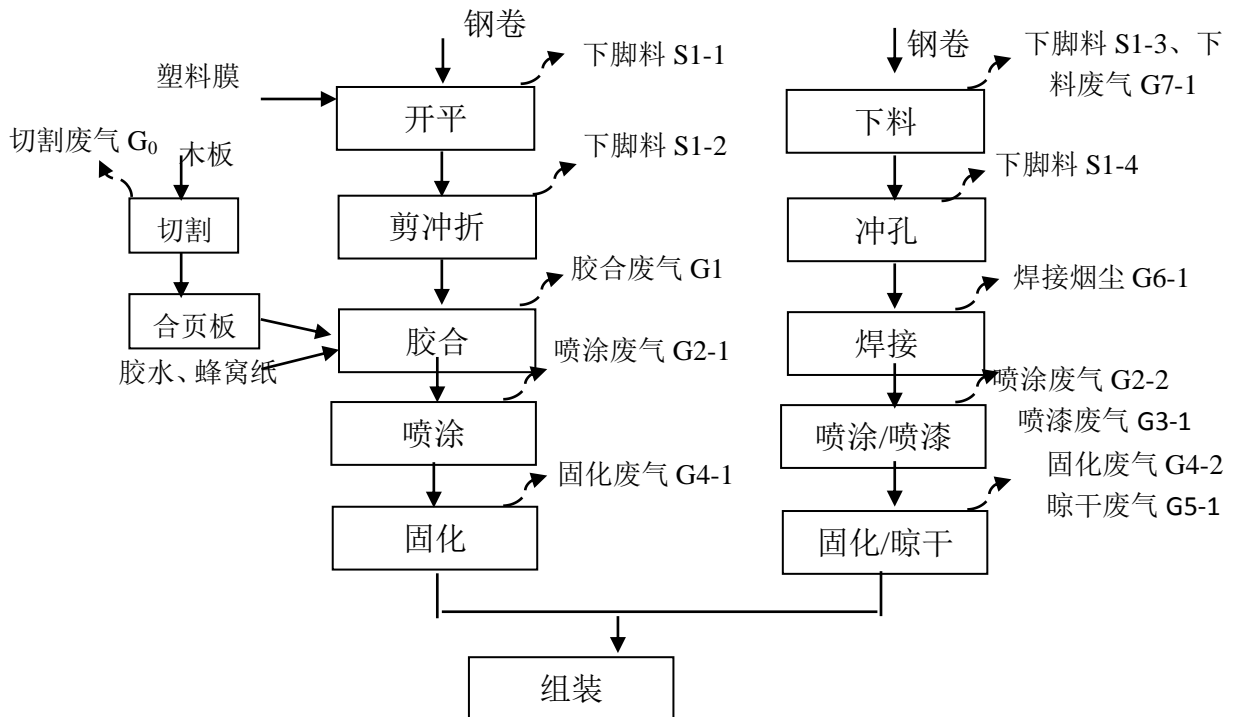 钢卷
下脚料 S1-1
塑料膜
开平
切割废气 G₀
木板
下脚料 S1-2
切割
剪冲折
胶合废气 G1
合页板
胶合
胶水、蜂窝纸
喷涂废气 G2-1
喷涂
固化废气 G4-1
固化
钢卷
下脚料 S1-3、下
料废气 G7-1
下料
下脚料 S1-4
冲孔
焊接烟尘 G6-1
焊接
喷涂废气 G2-2
喷漆废气 G3-1
喷涂/喷漆
固化废气 G4-2
晾干废气 G5-1
固化/晾干
组装